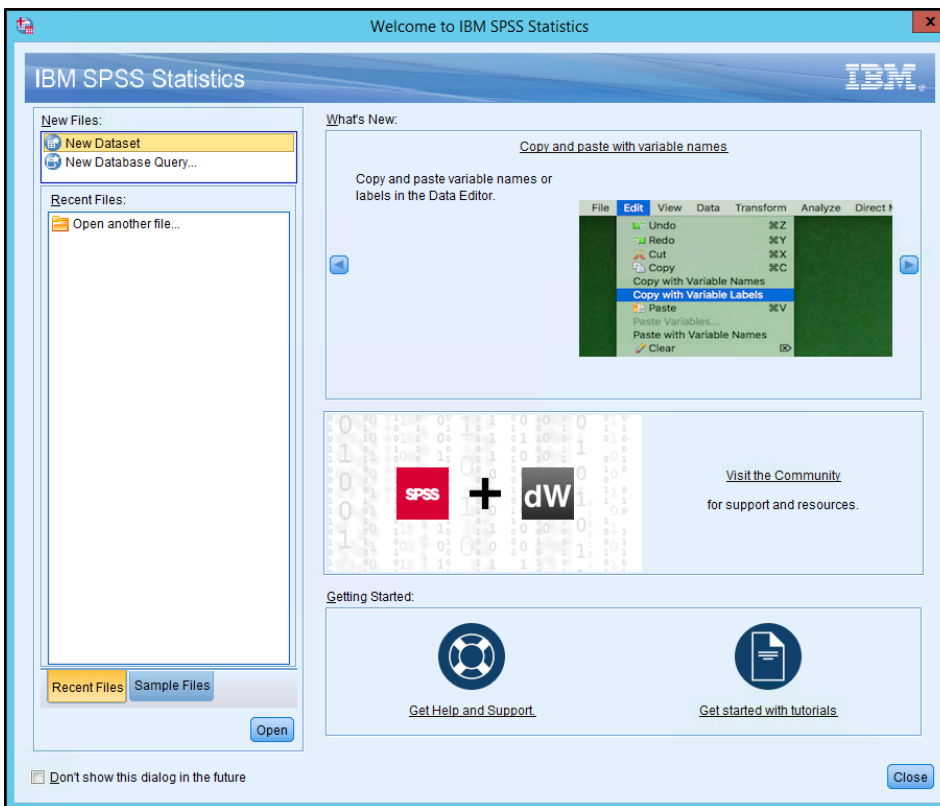 Welcome to IBM SPSS Statistics
x
IBM SPSS Statistics
IBM
New Files:
New Dataset
New Database Query...
Recent Files:
Open another file...
Recent Files
Sample Files
Open
What's New:
Copy and paste with variable names
Copy and paste variable names or
labels in the Data Editor.
File Edit View Data Transform Analyze Direct
Undo ⌘Z
Redo ⌘Y
Cut ⌘X
Copy ⌘C
Copy with Variable Names
Copy with Variable Labels
Paste ⌘V
Paste Variables...
Paste with Variable Names
Clear ⌦
SPSS + dW
Visit the Community
for support and resources.
Getting Started:
Get Help and Support
Get started with tutorials
Don't show this dialog in the future
Close